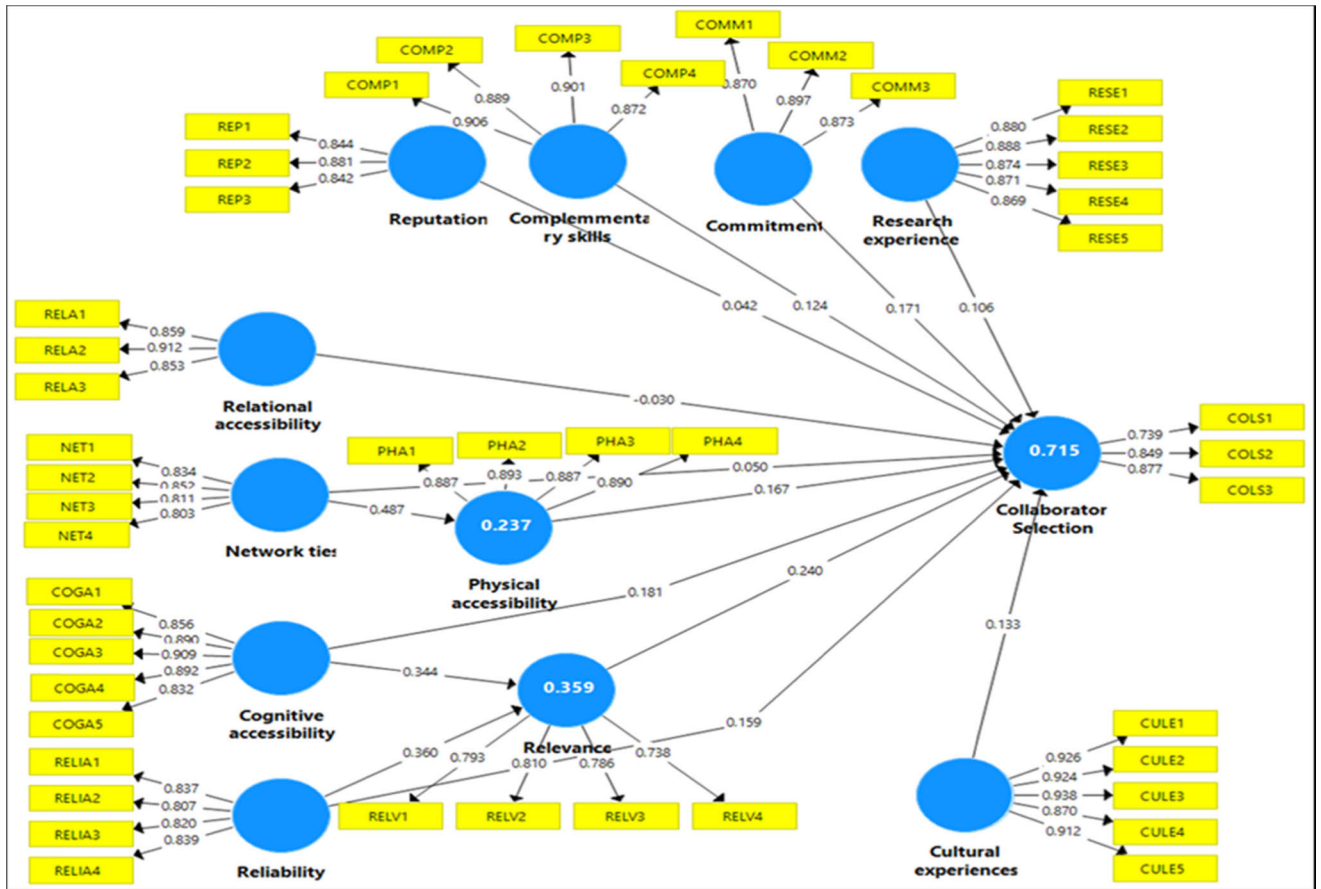 COMM1
COMP3
COMP2
COMM2
COMP4
COMP1
COMM3
RESE1
0.870
0.901
0.889
0.897
0.872
0.873
0.906
REP1
0.844
REP2
0.881
REP3
0.842
0.880
RESE2
0.888
RESE3
0.874
RESE4
0.871
0.869
RESE5
Reputation
Complemmenta
ry skills
Commitment
Research
experience
0.042
0.124
0.171
0.106
RELA1
0.859
RELA2
0.912
RELA3
0.853
Relational
accessibility
-0.030
COLS1
0.739
COLS2
0.849
COLS3
0.877
0.715
Collaborator
Selection
NET1
0.834
NET2
0.852
NET3
0.811
NET4
0.803
Network ties
PHA1
PHA2
PHA3
PHA4
0.887
0.893
0.887
0.890
0.050
0.167
0.487
0.237
Physical
accessibility
0.240
0.181
0.133
COGA1
0.856
COGA2
0.890
COGA3
0.909
COGA4
0.892
COGA5
0.832
Cognitive
accessibility
0.344
0.359
Relevance
0.159
0.360
0.793
0.810
0.786
0.738
RELV1
RELV2
RELV3
RELV4
RELIA1
0.837
RELIA2
0.807
RELIA3
0.820
RELIA4
0.839
Reliability
CULE1
0.926
CULE2
0.924
CULE3
0.938
CULE4
0.870
CULE5
0.912
Cultural
experiences